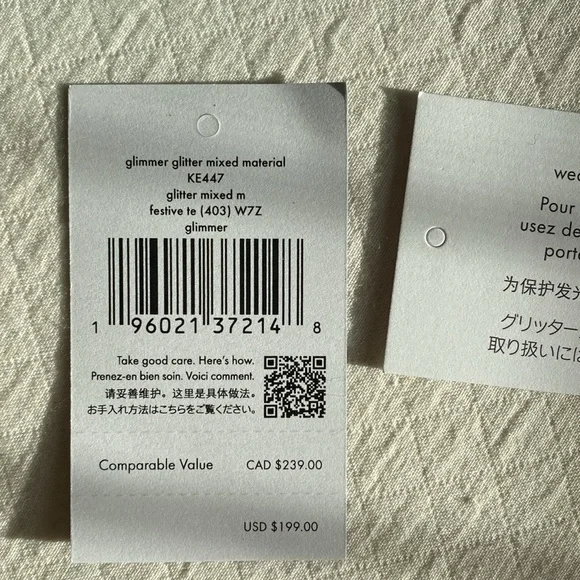 glimmer glitter mixed material
KE447
glitter mixed m
festive te (403) W7Z
glimmer
1 96021 37214 8
Take good care. Here's how.
Prenez-en bien soin. Voici comment.
请妥善维护。这里是具体做法。
お手入れ方法はこちらをご覧ください。
Comparable Value CAD $239.00
USD $199.00
Pour
usez de
porte
为保护发光
グリッター
取り扱いには